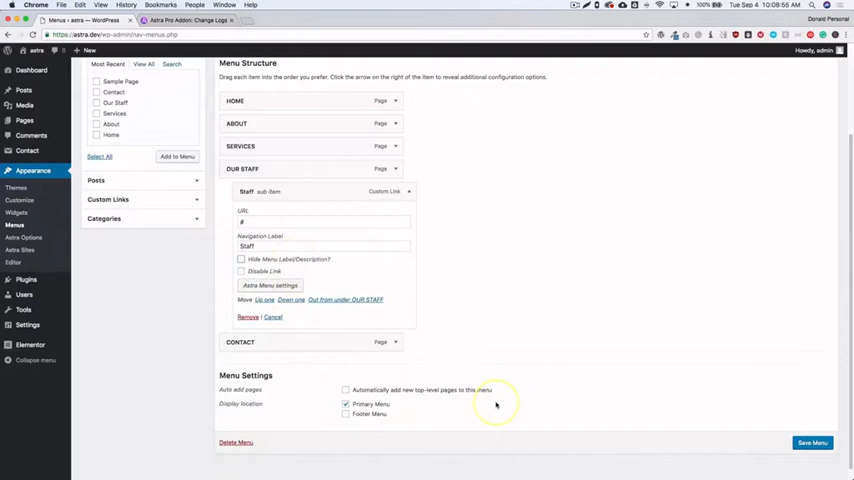 Chrome File Edit View History Bookmarks People Window Help
100% Tue Sep 4 10:08:55 AM
Menus ‹ astra — WordPress
Astra Pro Addon: Change Logo
Donald Personal
https://astra.dev/wp-admin/nav-menus.php
astra 0 New
Howdy, admin
Dashboard
Posts
Media
Pages
Comments
Contact
Appearance
Themes
Customize
Widgets
Menus
Astra Options
Astra Sites
Editor
Plugins
Users
Tools
Settings
Elementor
Collapse menu
Most Recent View All Search
Sample Page
Contact
Our Staff
Services
About
Home
Select All
Add to Menu
Posts
Custom Links
Categories
Menu Structure
Drag each item into the order you prefer. Click the arrow on the right of the item to reveal additional configuration options.
HOME Page
ABOUT Page
SERVICES Page
OUR STAFF Page
Staff sub item Custom Link
URL
#
Navigation Label
Staff
Hide Menu Label/Description?
Disable Link
Astra Menu settings
Move Up one Down one Out from under OUR STAFF
Remove | Cancel
CONTACT Page
Menu Settings
Auto add pages
Automatically add new top-level pages to this menu
Display location
Primary Menu
Footer Menu
Delete Menu
Save Menu